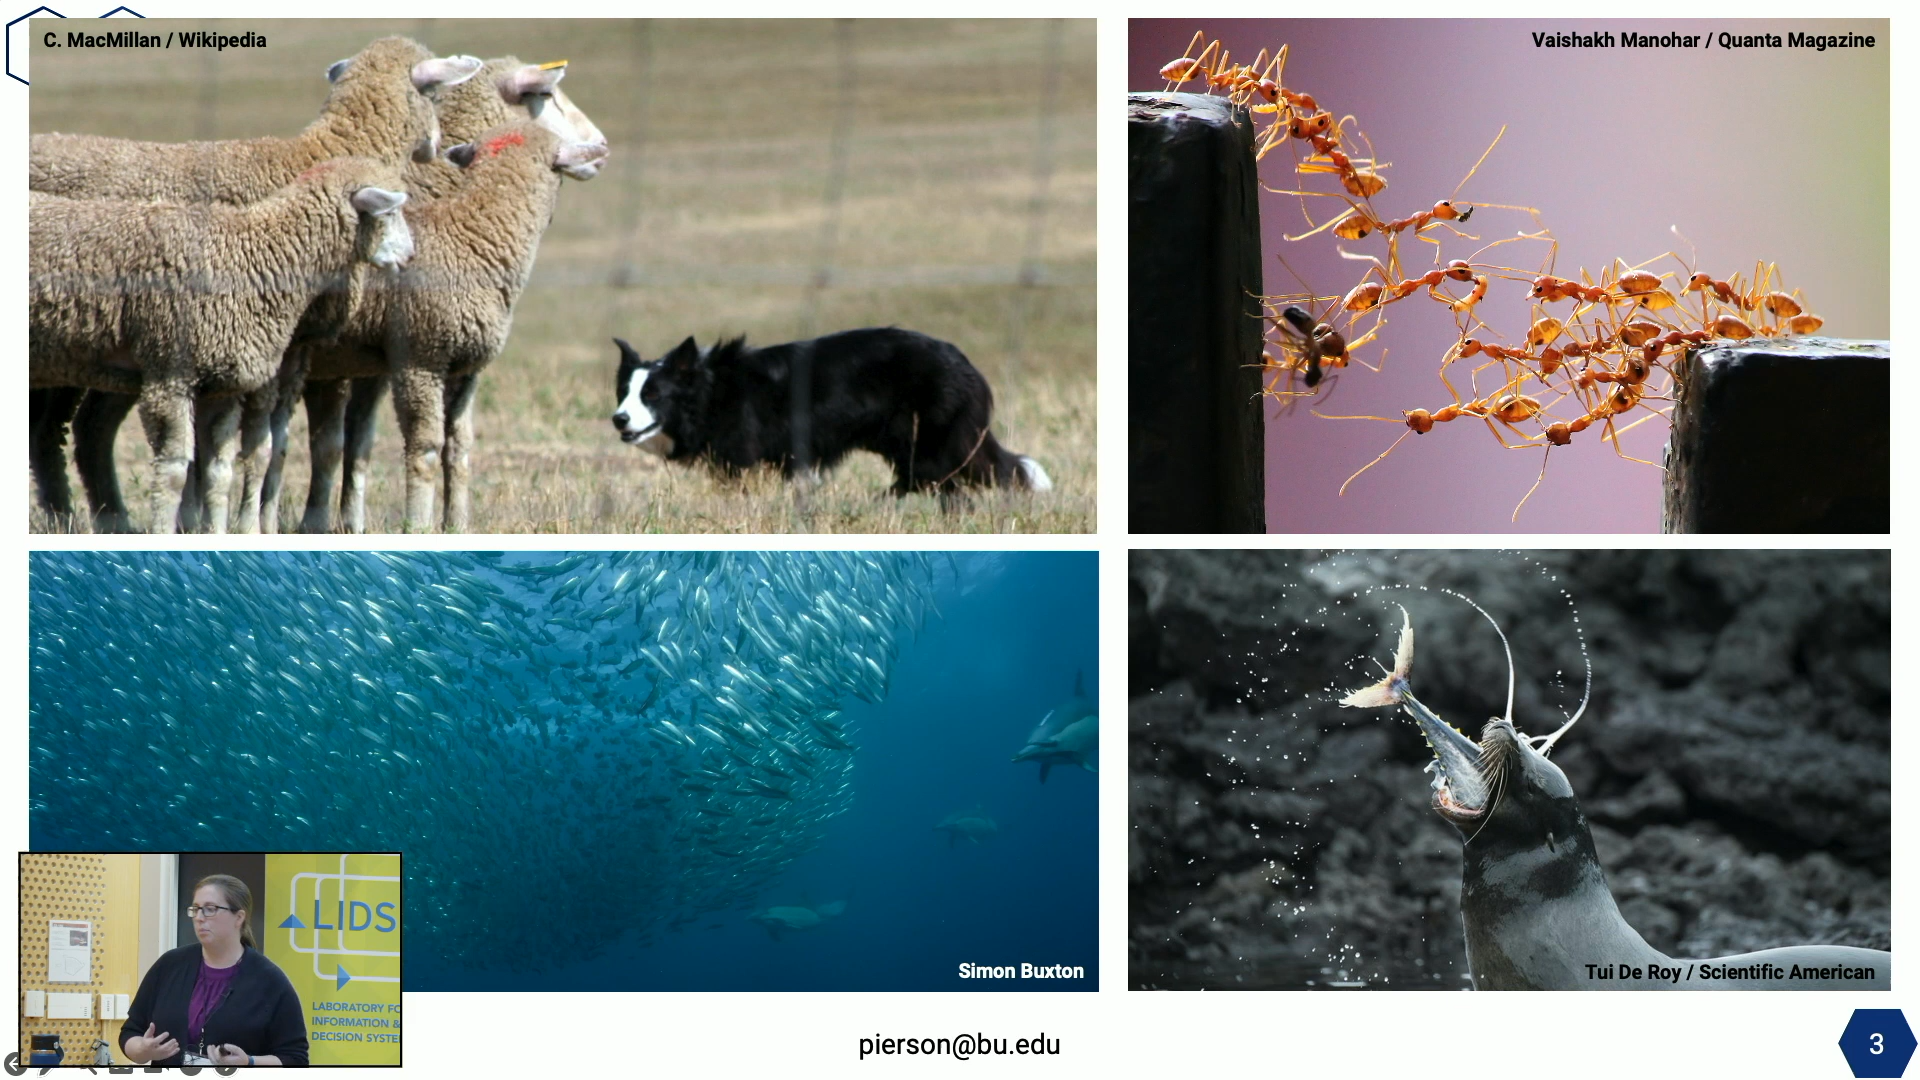 C. MacMillan / Wikipedia
Vaishakh Manohar / Quanta Magazine
Simon Buxton
Tui De Roy / Scientific American
LIDS
LABORATORY FO
INFORMATION &
DECISION SYSTE
pierson@bu.edu
3